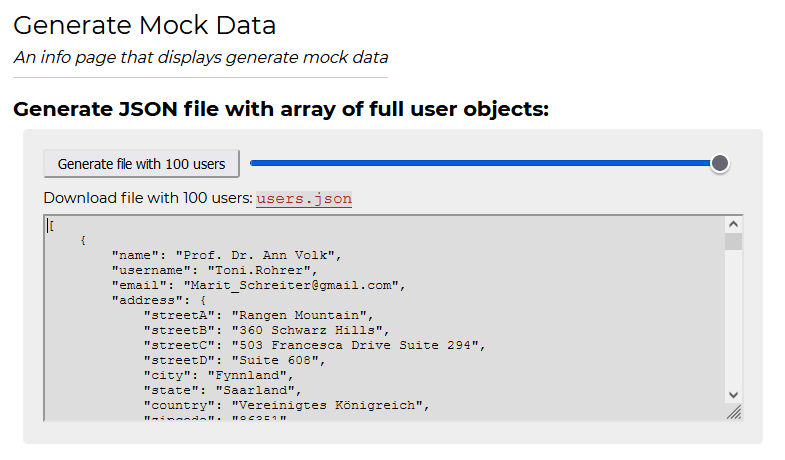 Generate Mock Data
An info page that displays generate mock data
Generate JSON file with array of full user objects:
Generate file with 100 users
Download file with 100 users: users.json
[
    {
        "name": "Prof. Dr. Ann Volk",
        "username": "Toni.Rohrer",
        "email": "Marit_Schreiter@gmail.com",
        "address": {
            "streetA": "Rangen Mountain",
            "streetB": "360 Schwarz Hills",
            "streetC": "503 Francesca Drive Suite 294",
            "streetD": "Suite 608",
            "city": "Fynnland",
            "state": "Saarland",
            "country": "Vereinigtes Königreich",
            "zipcode": "86351"